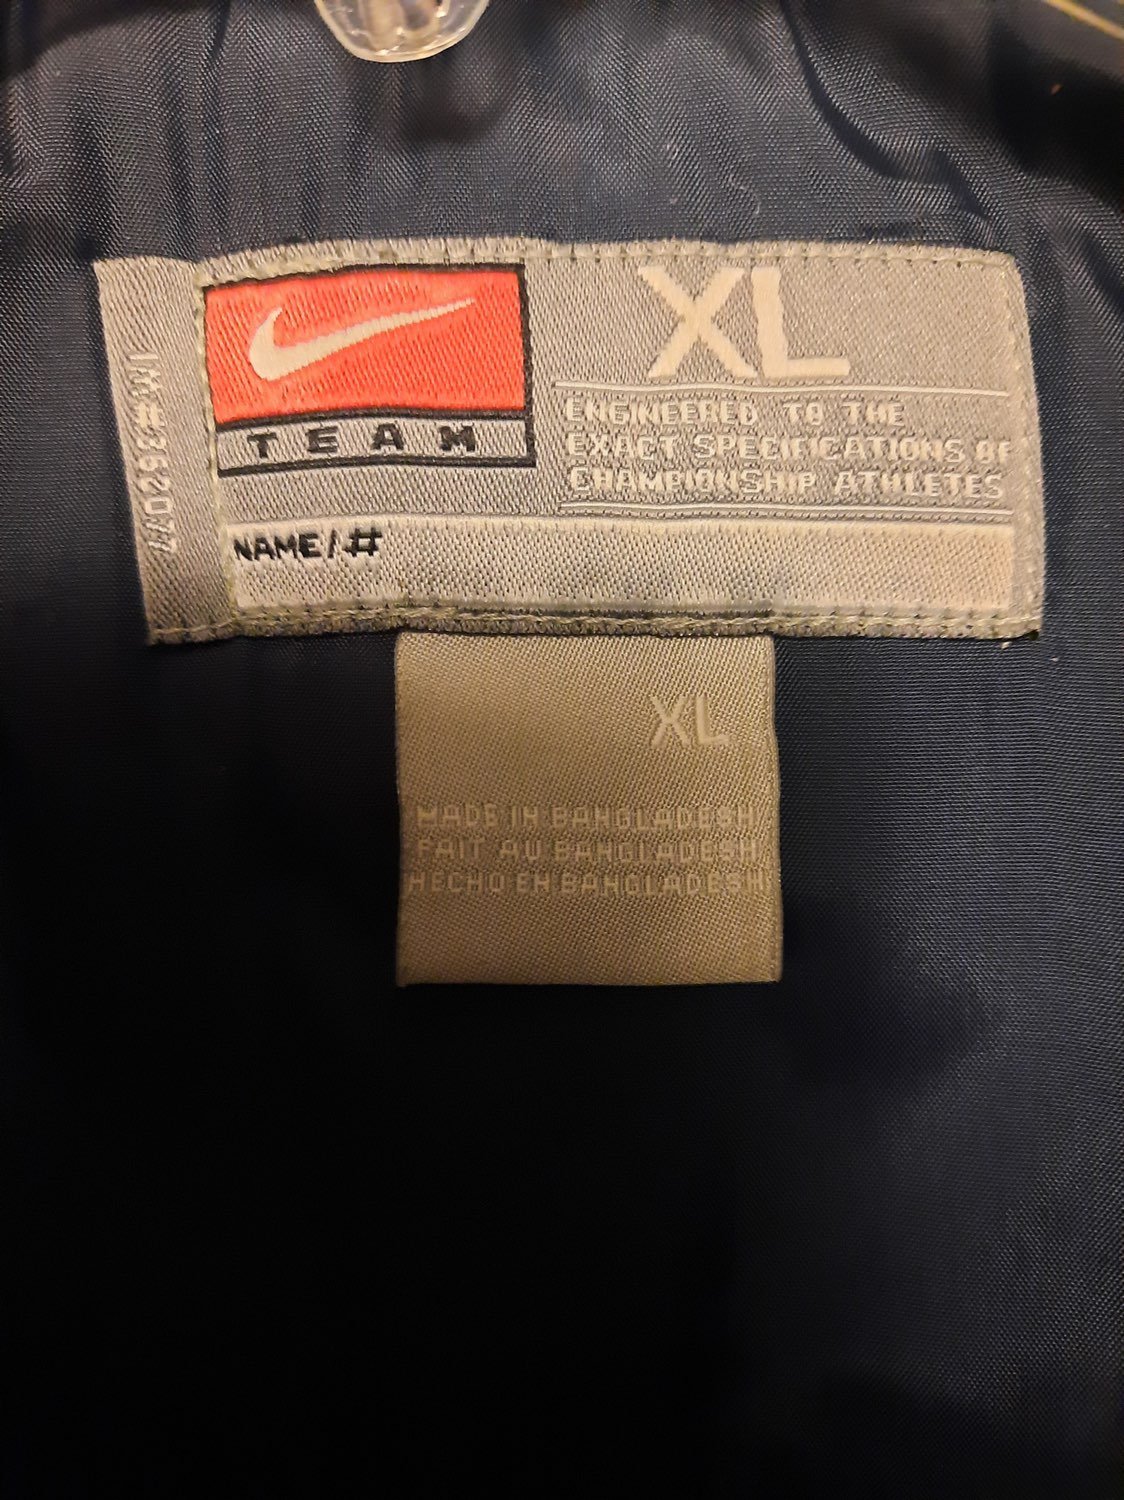 XL
TEAM
ENGINEERED TO THE
EXACT SPECIFICATIONS OF
CHAMPIONSHIP ATHLETES
NAME/#
XL
MADE IN BANGLADESH
FAIT AU BANGLADESH
HECHO EN BANGLADESH